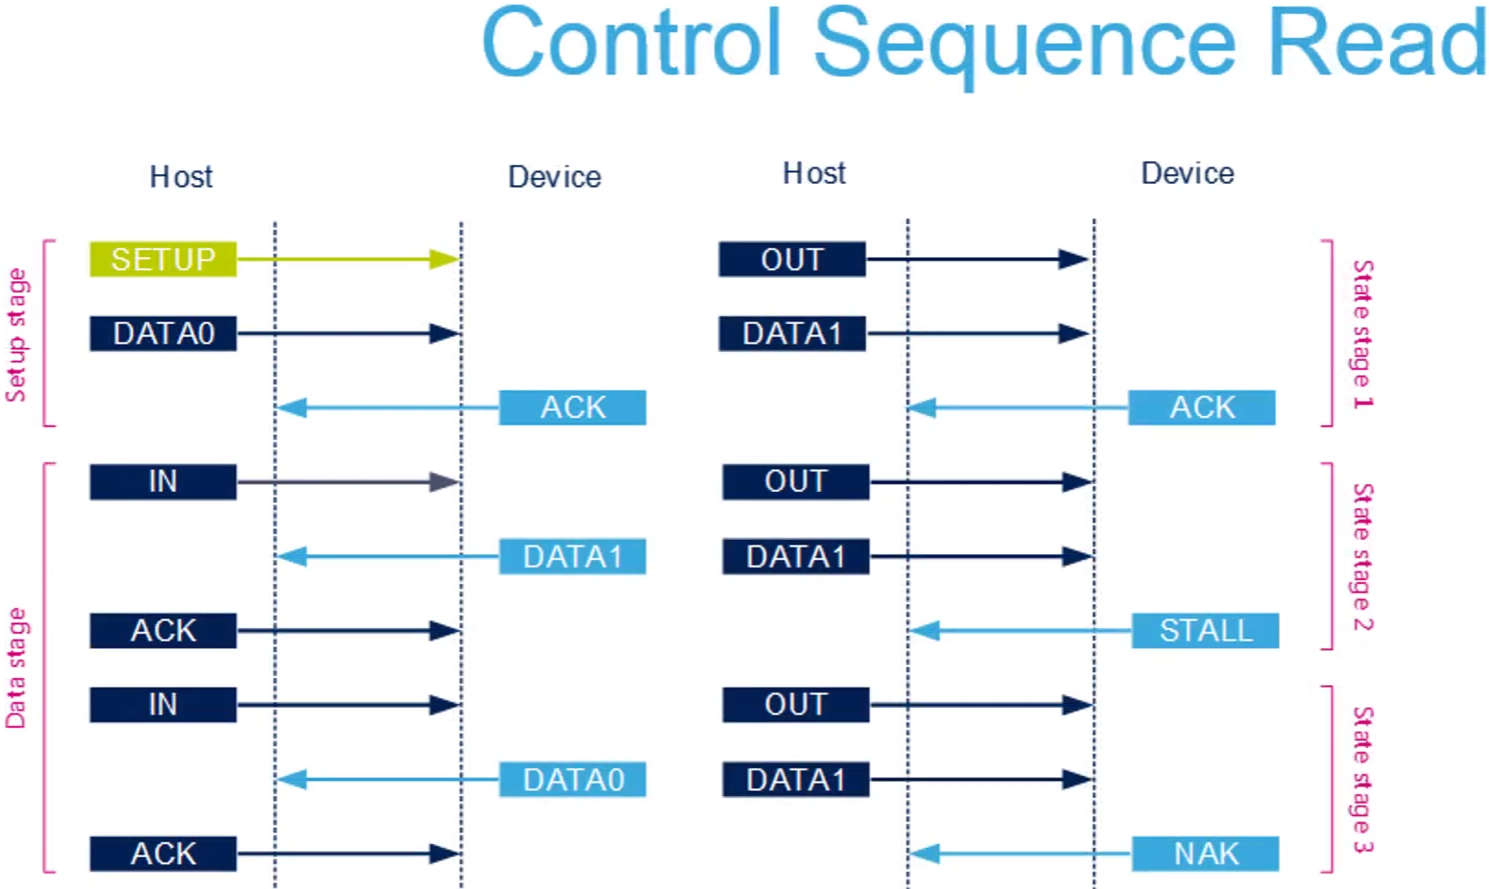 Control Sequence Read
Host
Device
Setup stage
SETUP
DATA0
ACK
Data stage
IN
DATA1
ACK
IN
DATA0
ACK
Host
Device
OUT
DATA1
ACK
State stage 1
OUT
DATA1
STALL
State stage 2
OUT
DATA1
NAK
State stage 3